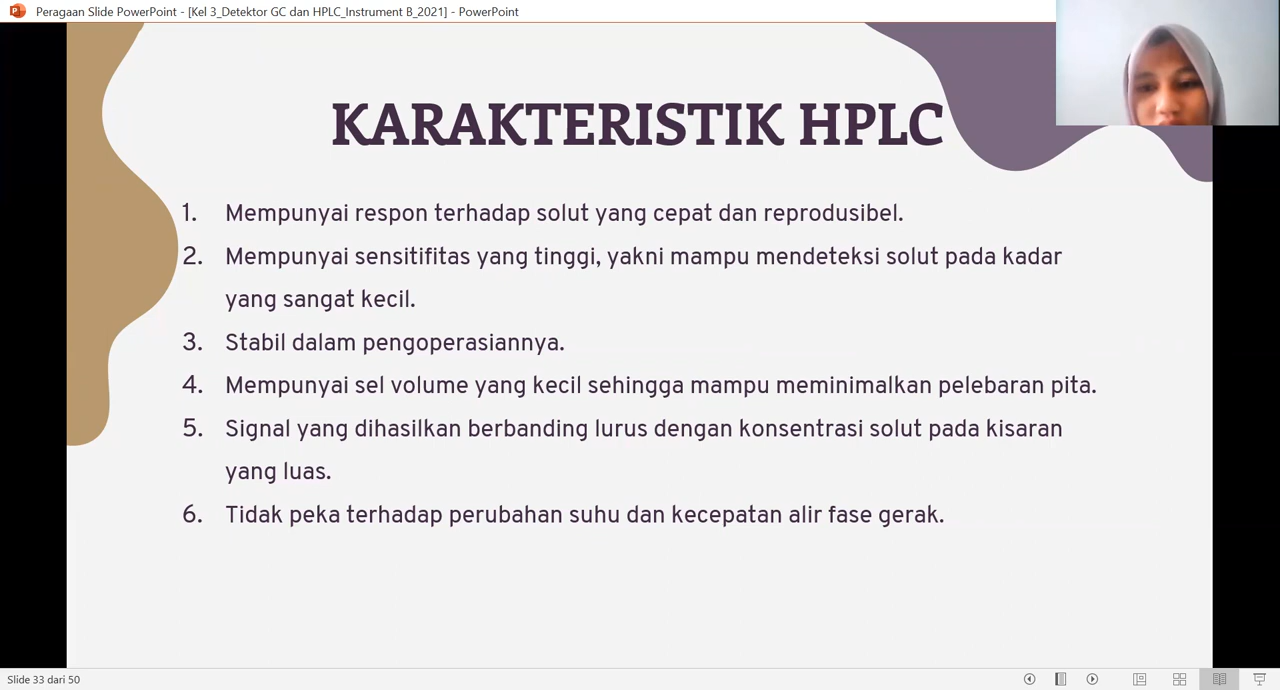 Peragaan Slide PowerPoint - [Kel 3_Detektor GC dan HPLC_Instrument B_2021] - PowerPoint
KARAKTERISTIK HPLC
1. Mempunyai respon terhadap solut yang cepat dan reprodusibel.
2. Mempunyai sensitifitas yang tinggi, yakni mampu mendeteksi solut pada kadar
yang sangat kecil.
3. Stabil dalam pengoperasiannya.
4. Mempunyai sel volume yang kecil sehingga mampu meminimalkan pelebaran pita.
5. Signal yang dihasilkan berbanding lurus dengan konsentrasi solut pada kisaran
yang luas.
6. Tidak peka terhadap perubahan suhu dan kecepatan alir fase gerak.
Slide 33 dari 50